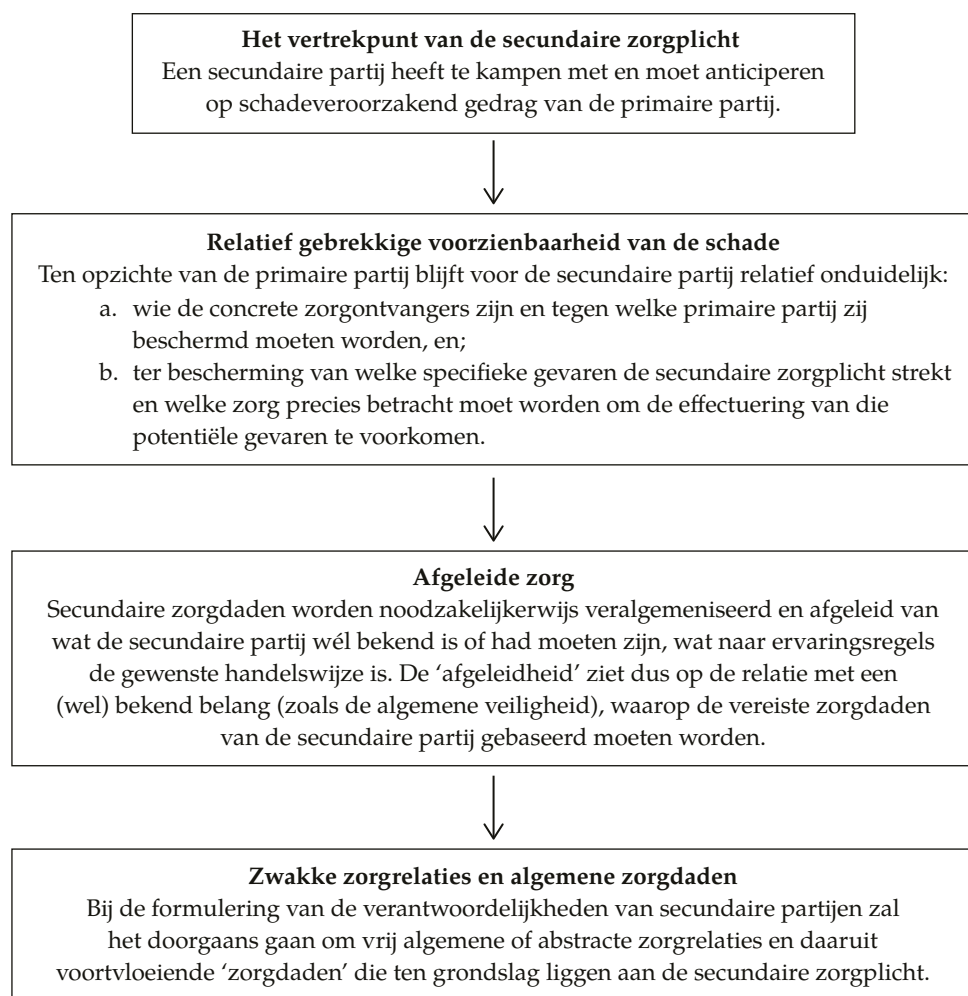 Het vertrekpunt van de secundaire zorgplicht
Een secundaire partij heeft te kampen met en moet anticiperen
op schadeveroorzakend gedrag van de primaire partij.
Relatief gebrekkige voorzienbaarheid van de schade
Ten opzichte van de primaire partij blijft voor de secundaire partij relatief onduidelijk:
a. wie de concrete zorgontvangers zijn en tegen welke primaire partij zij
beschermd moeten worden, en;
b. ter bescherming van welke specifieke gevaren de secundaire zorgplicht strekt
en welke zorg precies betracht moet worden om de effectuering van die
potentiële gevaren te voorkomen.
Afgeleide zorg
Secundaire zorgdaden worden noodzakelijkerwijs veralgemeniseerd en afgeleid van
wat de secundaire partij wél bekend is of had moeten zijn, wat naar ervaringsregels
de gewenste handelswijze is. De ‘afgeleidheid’ ziet dus op de relatie met een
(wel) bekend belang (zoals de algemene veiligheid), waarop de vereiste zorgdaden
van de secundaire partij gebaseerd moeten worden.
Zwakke zorgrelaties en algemene zorgdaden
Bij de formulering van de verantwoordelijkheden van secundaire partijen zal
het doorgaans gaan om vrij algemene of abstracte zorgrelaties en daaruit
voortvloeiende ‘zorgdaden’ die ten grondslag liggen aan de secundaire zorgplicht.